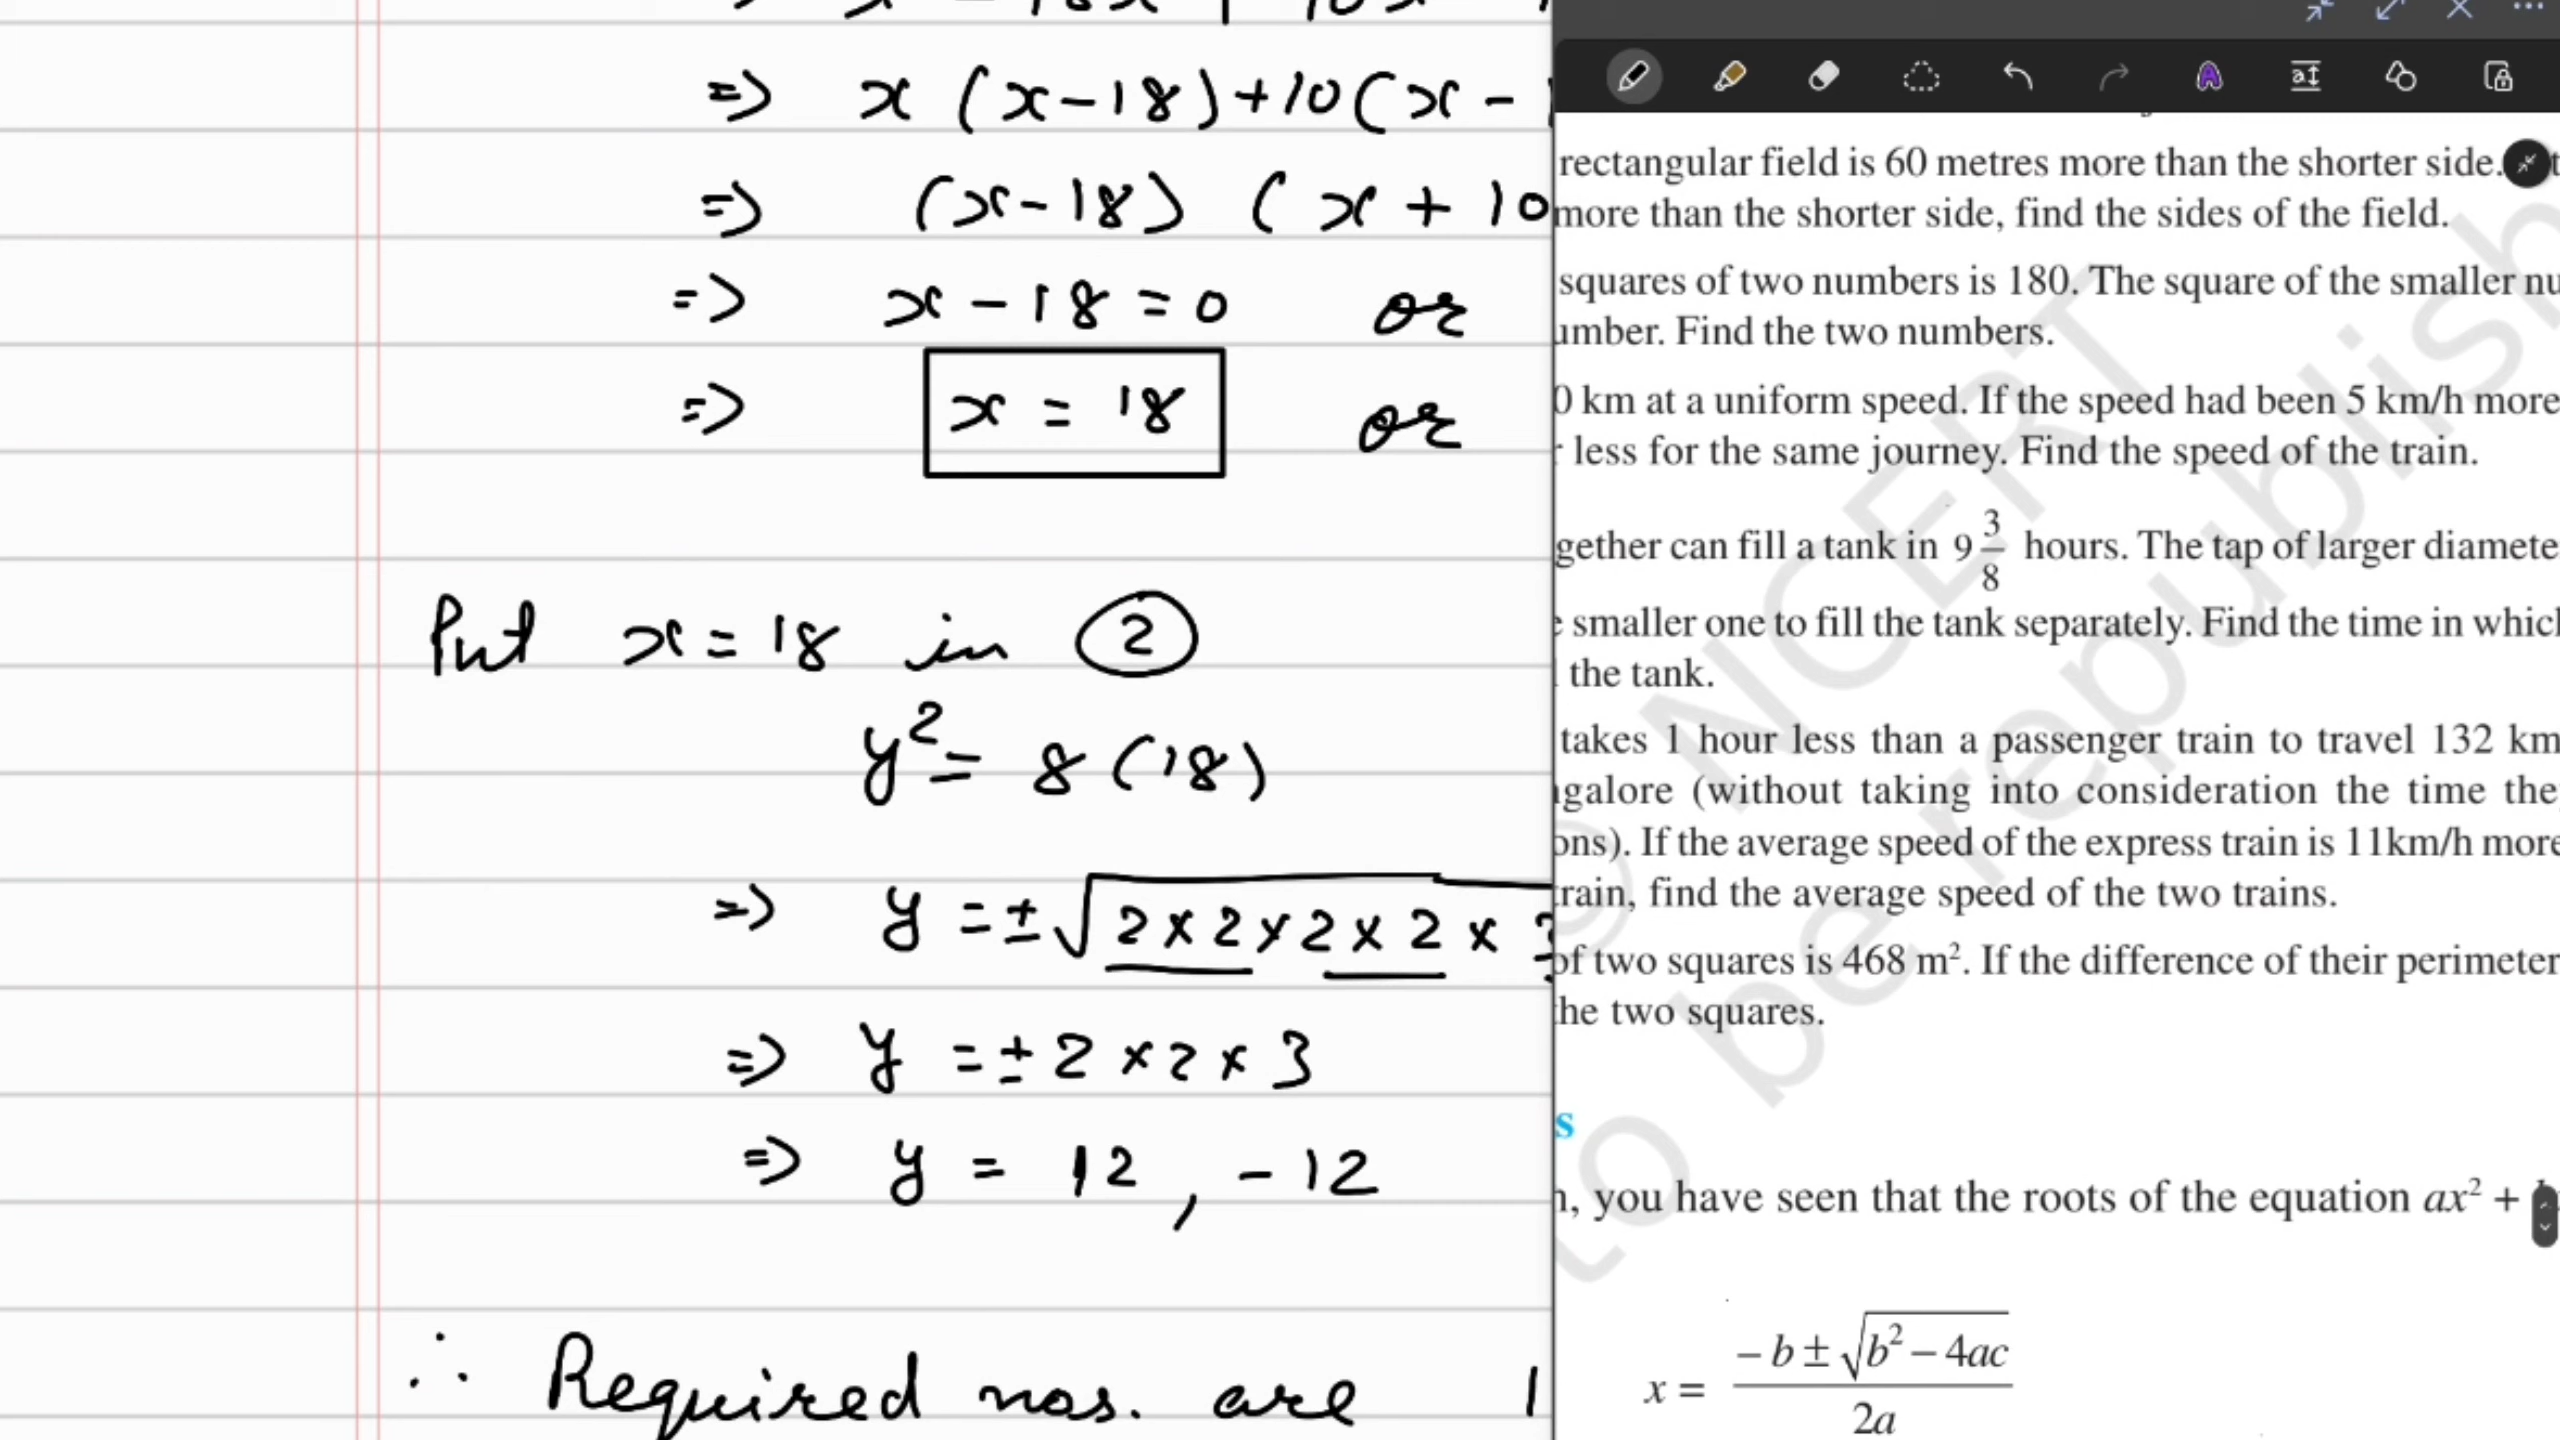 => x (x-18)+10(x-
=> (x-18) (x+10
=> x-18=0 or
=> x = 18 or
Put x=18 in 2
y²= 8(18)
=> y =±√2×2×2×2×
=> y =±2×2×3
=> y = 12, -12
∴ Required nos. are 1
rectangular field is 60 metres more than the shorter side.
more than the shorter side, find the sides of the field.
squares of two numbers is 180. The square of the smaller nu
umber. Find the two numbers.
0 km at a uniform speed. If the speed had been 5 km/h more
less for the same journey. Find the speed of the train.
gether can fill a tank in 9 3/8 hours. The tap of larger diamete
smaller one to fill the tank separately. Find the time in which
the tank.
takes 1 hour less than a passenger train to travel 132 km
galore (without taking into consideration the time the
ons). If the average speed of the express train is 11km/h more
train, find the average speed of the two trains.
of two squares is 468 m². If the difference of their perimeter
the two squares.
s
n, you have seen that the roots of the equation ax² +
x = (– b ± √b² – 4ac) / 2a
© NCERT
to be republish